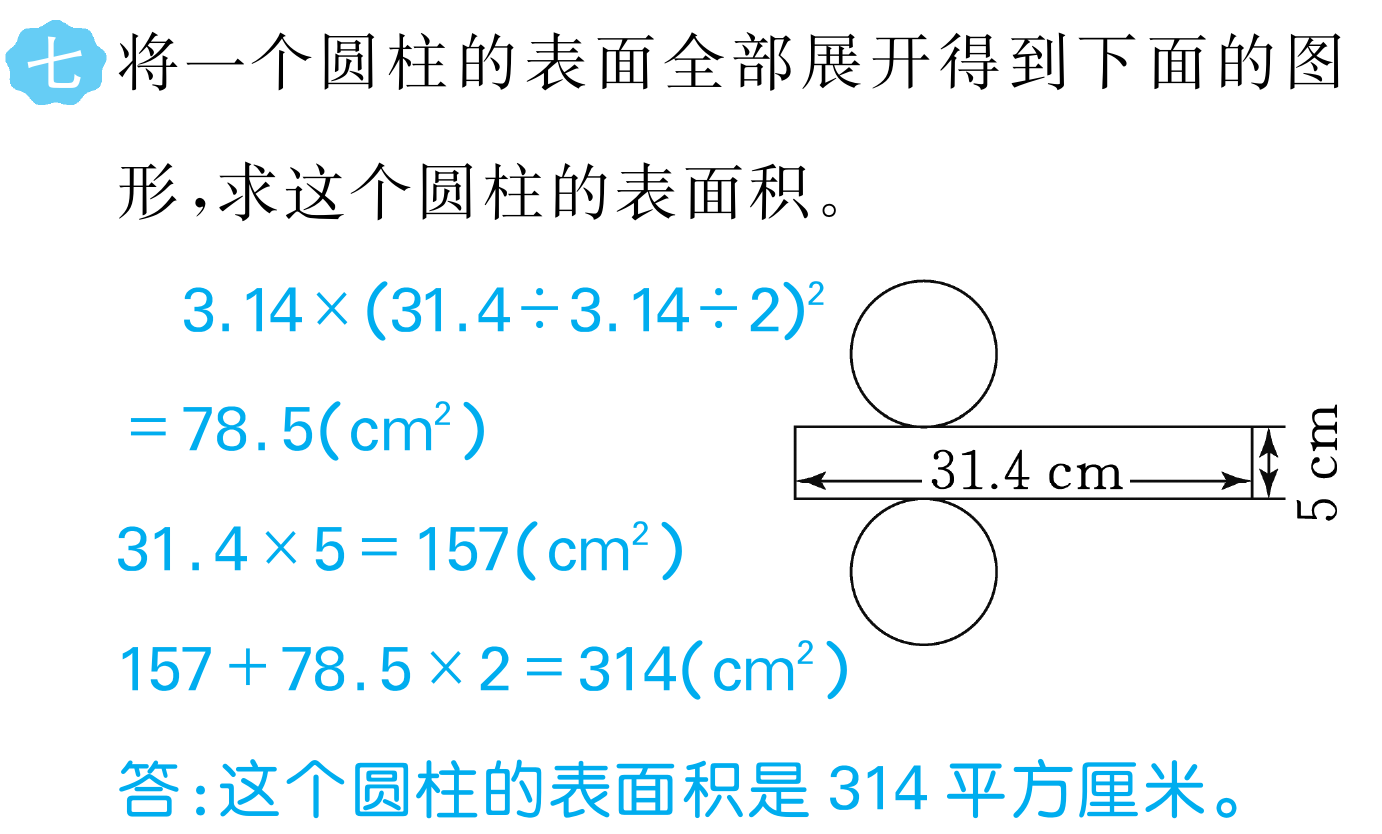 七 将一个圆柱的表面全部展开得到下面的图
形,求这个圆柱的表面积。
3.14×(31.4÷3.14÷2)²
=78.5(cm²)
31.4×5=157(cm²)
157+78.5×2=314(cm²)
答:这个圆柱的表面积是 314 平方厘米。
31.4 cm
5 cm